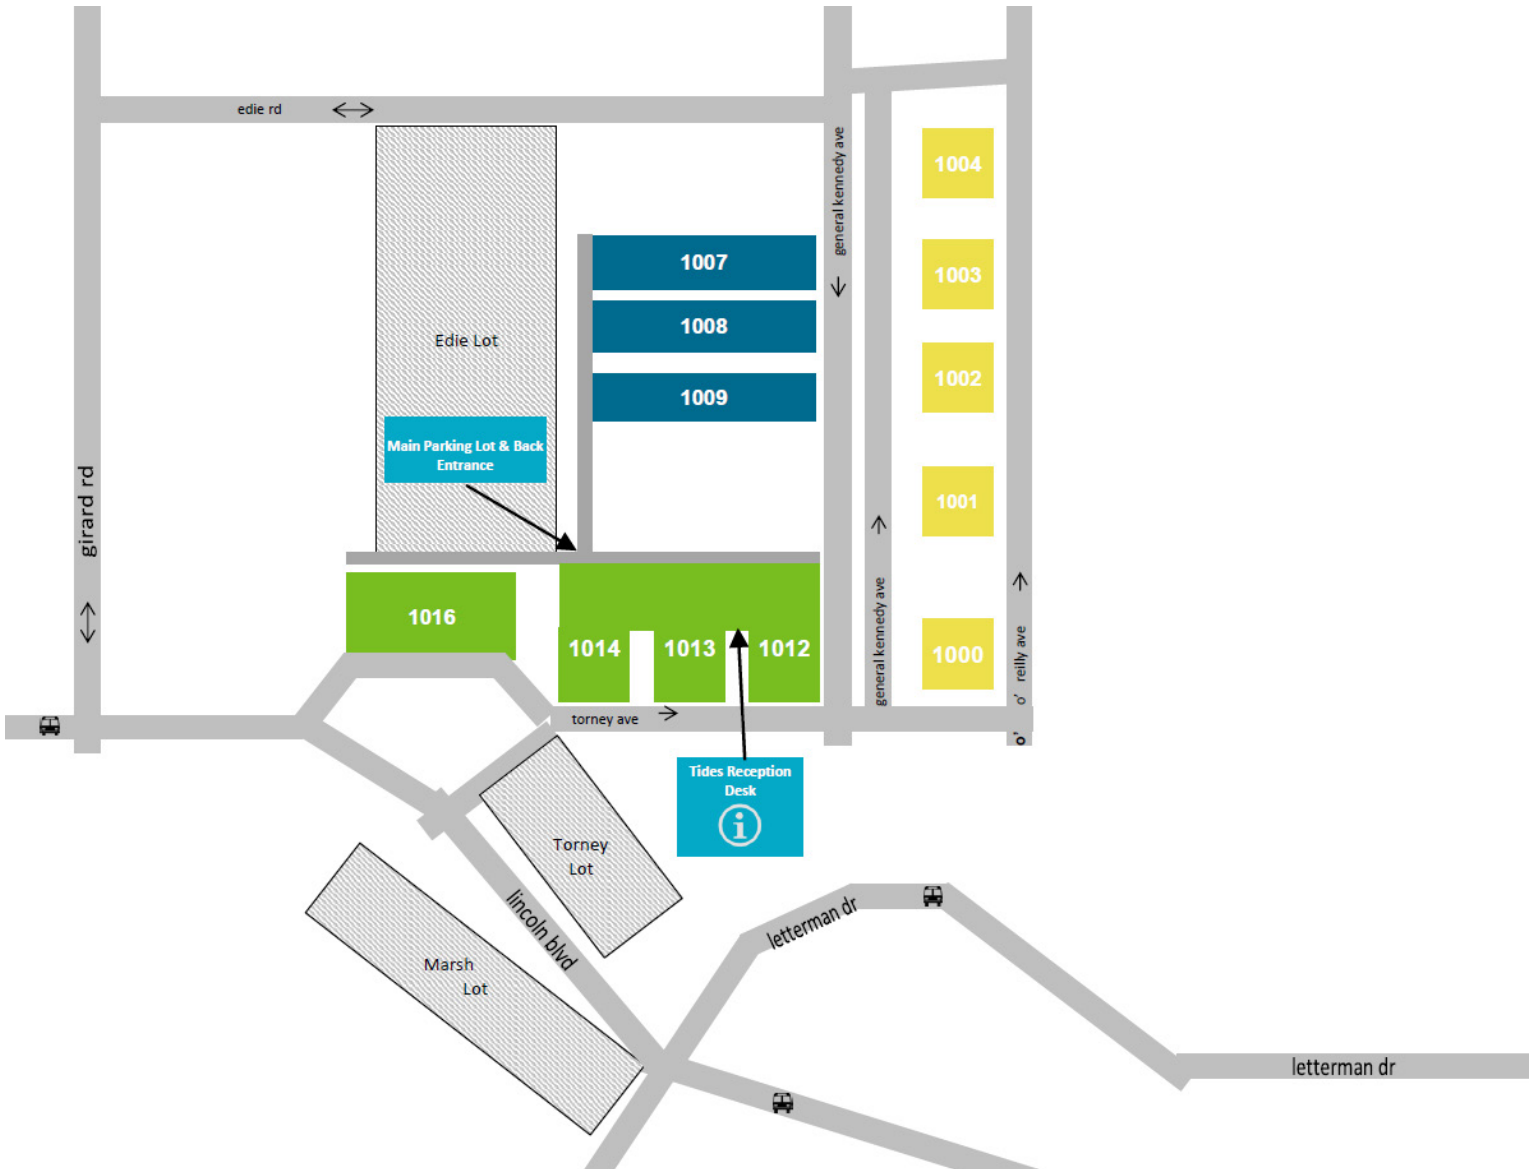 edie rd
general kennedy ave
1004
1007
1003
1008
Edie Lot
1002
1009
Main Parking Lot & Back
Entrance
girard rd
1001
general kennedy ave
1016
1014
1013
1012
1000
o' reilly ave
o'
torney ave
Tides Reception
Desk
i
Torney
Lot
lincoln blvd
letterman dr
Marsh
Lot
letterman dr